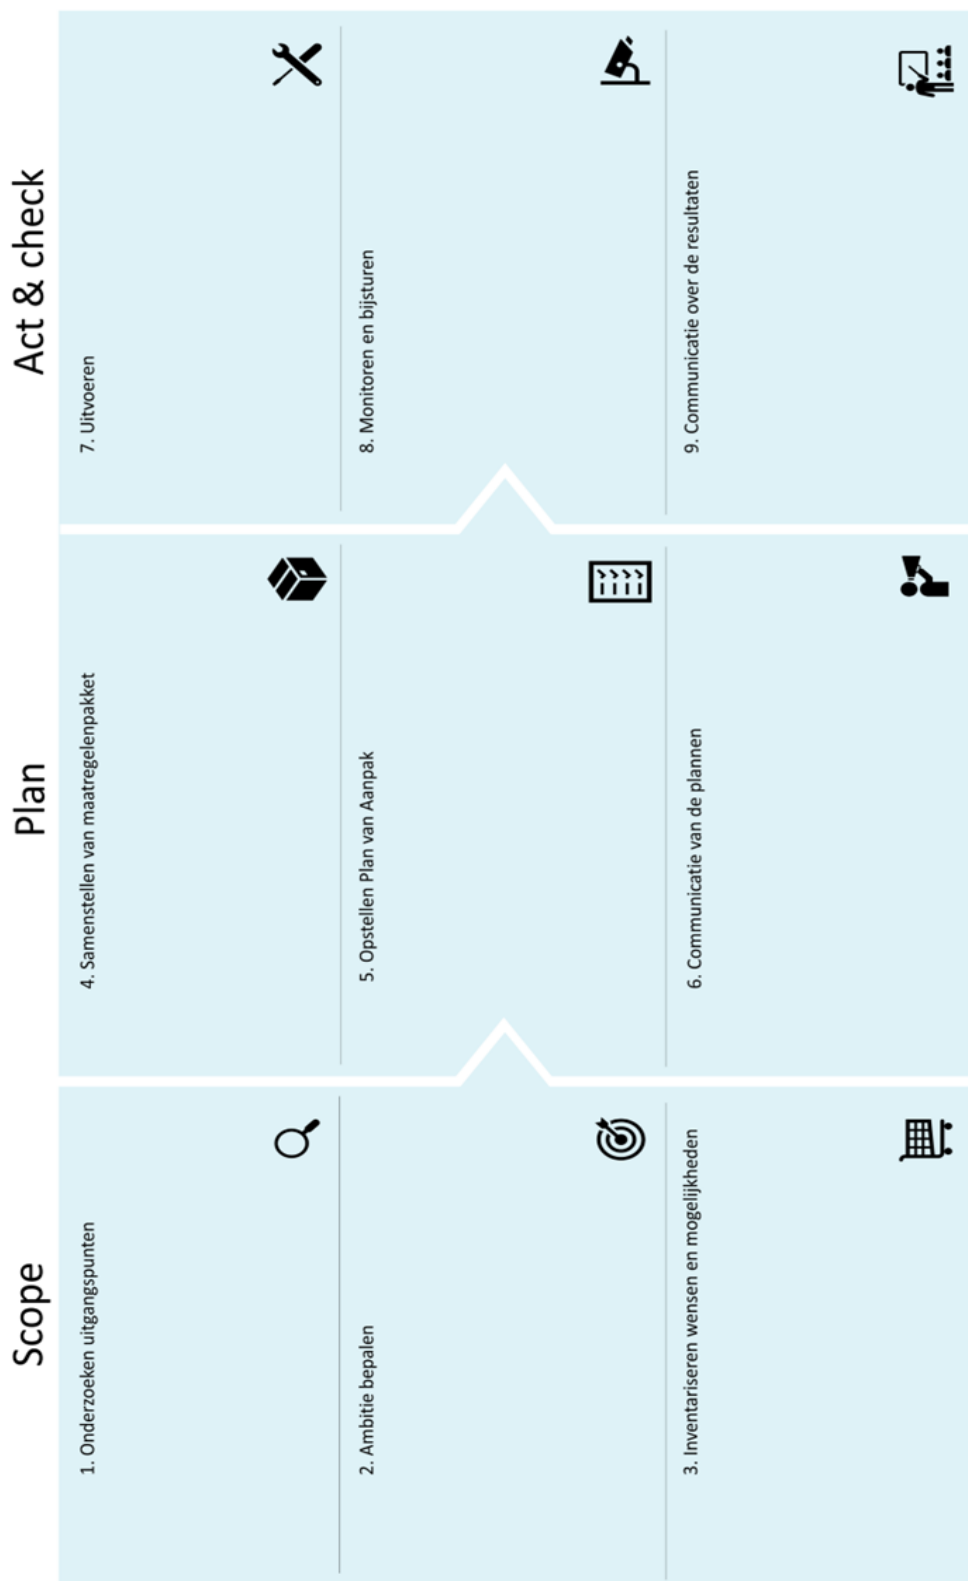 Scope
1. Onderzoeken uitgangspunten
2. Ambitie bepalen
3. Inventariseren wensen en mogelijkheden
Plan
4. Samenstellen van maatregelenpakket
5. Opstellen Plan van Aanpak
6. Communicatie van de plannen
Act & check
7. Uitvoeren
8. Monitoren en bijsturen
9. Communicatie over de resultaten